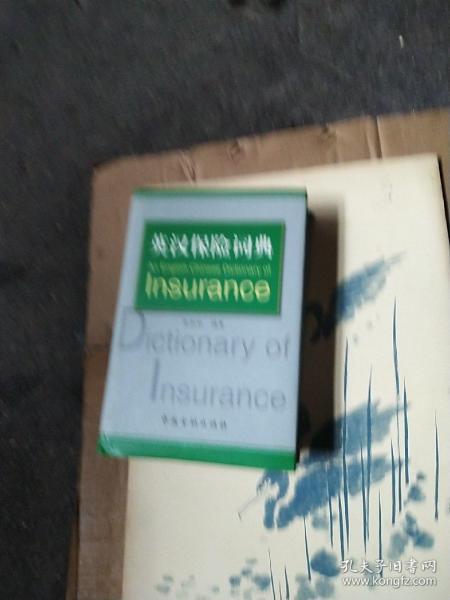 英汉保险词典
An English-Chinese Dictionary of
Insurance
Dictionary of
Insurance
孔夫子旧书网
www.kongfz.com